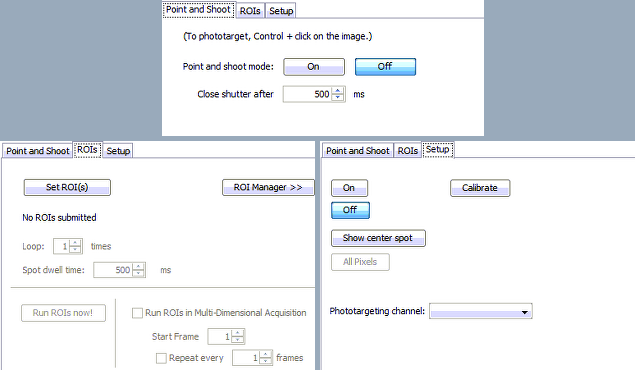 Point and Shoot ROIs Setup
(To phototarget, Control + click on the image.)
Point and shoot mode: On Off
Close shutter after 500 ms
Point and Shoot ROIs Setup
Set ROI(s) ROI Manager >>
No ROIs submitted
Loop: 1 times
Spot dwell time: 500 ms
Run ROIs now!
Run ROIs in Multi-Dimensional Acquisition
Start Frame 1
Repeat every 1 frames
Point and Shoot ROIs Setup
On Calibrate
Off
Show center spot
All Pixels
Phototargeting channel: